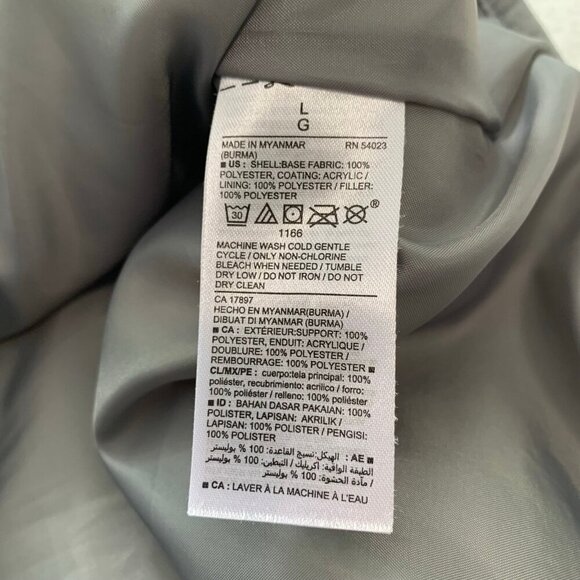 L
G
MADE IN MYANMAR RN 54023
(BURMA)
■ US : SHELL:BASE FABRIC: 100%
POLYESTER, COATING: ACRYLIC /
LINING: 100% POLYESTER / FILLER:
100% POLYESTER
30 ®
1166
MACHINE WASH COLD GENTLE
CYCLE / ONLY NON-CHLORINE
BLEACH WHEN NEEDED / TUMBLE
DRY LOW / DO NOT IRON / DO NOT
DRY CLEAN
CA 17897
HECHO EN MYANMAR(BURMA) /
DIBUAT DI MYANMAR (BURMA)
■ CA : EXTÉRIEUR:SUPPORT: 100%
POLYESTER, ENDUIT: ACRYLIQUE /
DOUBLURE: 100% POLYESTER /
REMBOURRAGE: 100% POLYESTER ■
CL/MX/PE : cuerpo:tela principal: 100%
poliéster, recubrimiento: acrílico / forro:
100% poliéster / relleno: 100% poliéster
■ ID : BAHAN DASAR PAKAIAN: 100%
POLISTER, LAPISAN: AKRILIK /
LAPISAN: 100% POLISTER / PENGISI:
100% POLISTER
■ AE : الهيكل: نسيج القاعدة: 100 % بوليستر
الطبقة الواقية: أكريليك / التبطين: 100 % بوليستر
/ مادة الحشوة: 100 % بوليستر
■ CA : LAVER À LA MACHINE À L'EAU